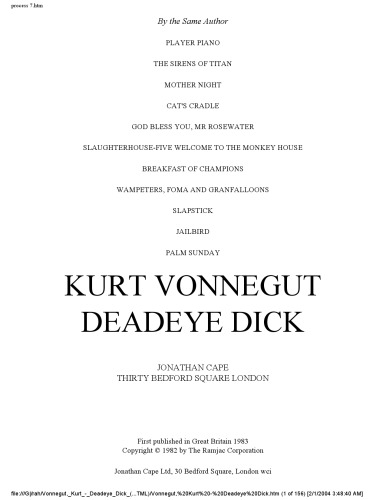 process 7.htm
By the Same Author
PLAYER PIANO
THE SIRENS OF TITAN
MOTHER NIGHT
CAT'S CRADLE
GOD BLESS YOU, MR ROSEWATER
SLAUGHTERHOUSE-FIVE WELCOME TO THE MONKEY HOUSE
BREAKFAST OF CHAMPIONS
WAMPETERS, FOMA AND GRANFALLOONS
SLAPSTICK
JAILBIRD
PALM SUNDAY
KURT VONNEGUT
DEADEYE DICK
JONATHAN CAPE
THIRTY BEDFORD SQUARE LONDON
First published in Great Britain 1983
Copyright © 1982 by The Ramjac Corporation
Jonathan Cape Ltd, 30 Bedford Square, London wci
file:///G|/rah/Vonnegut,_Kurt_-_Deadeye_Dick_(...TML)/Vonnegut,%20Kurt%20-%20Deadeye%20Dick.htm (1 of 156) [2/1/2004 3:48:40 AM]